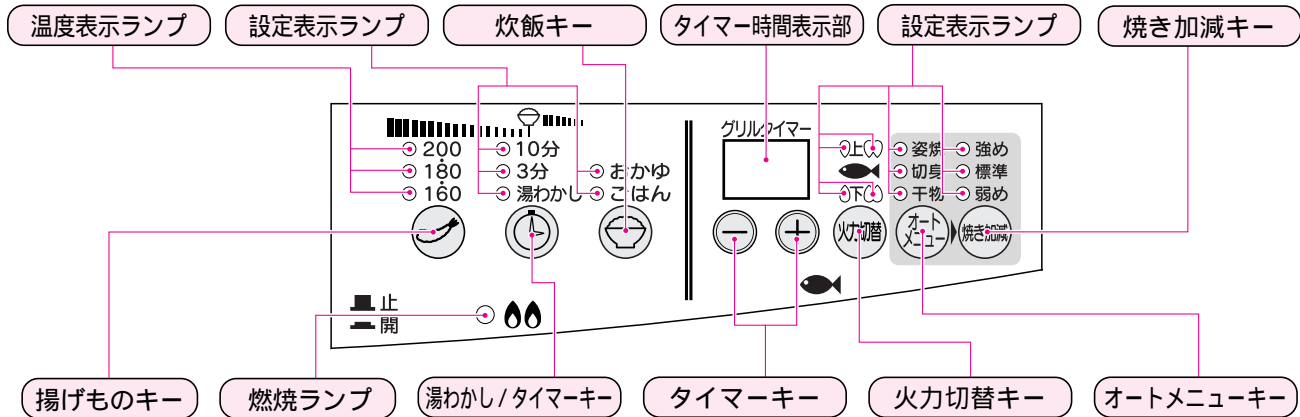 温度表示ランプ 設定表示ランプ 炊飯キー タイマー時間表示部 設定表示ランプ 焼き加減キー
グリルタイマー
200 10分 上 姿焼 強め
180 3分 おかゆ 切身 標準
160 湯わかし ごはん 下 干物 弱め
火力切替 オートメニュー 焼き加減
止
開
揚げものキー 燃焼ランプ 湯わかし/タイマーキー タイマーキー 火力切替キー オートメニューキー